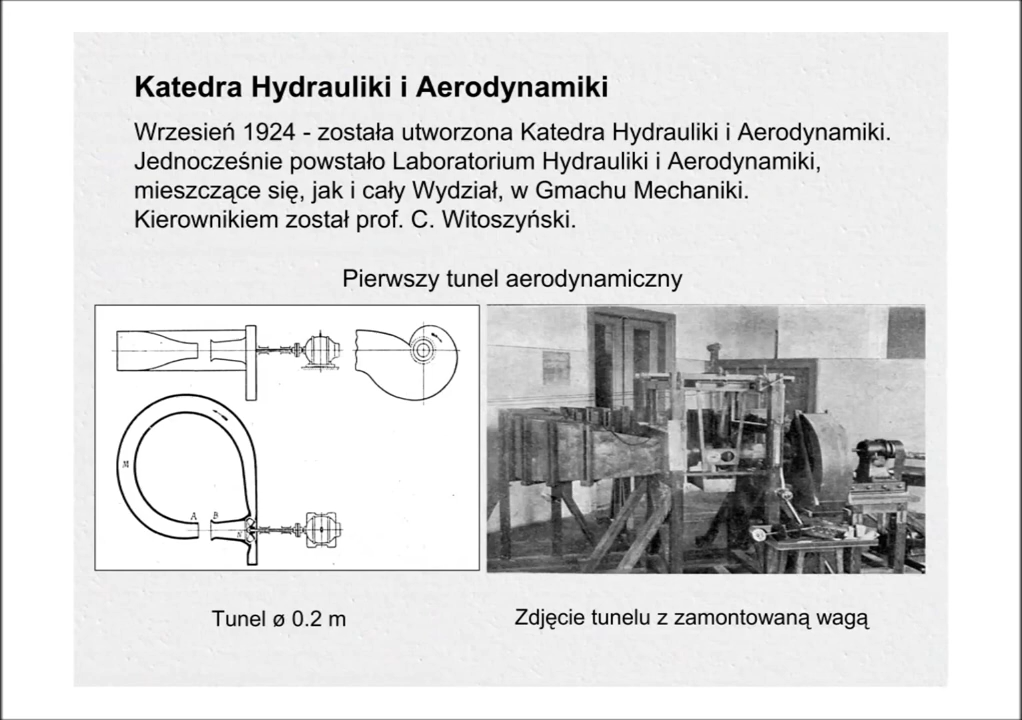 Katedra Hydrauliki i Aerodynamiki
Wrzesień 1924 - została utworzona Katedra Hydrauliki i Aerodynamiki.
Jednocześnie powstało Laboratorium Hydrauliki i Aerodynamiki,
mieszczące się, jak i cały Wydział, w Gmachu Mechaniki.
Kierownikiem został prof. C. Witoszyński.
Pierwszy tunel aerodynamiczny
M
A B
Tunel ø 0.2 m
Zdjęcie tunelu z zamontowaną wagą